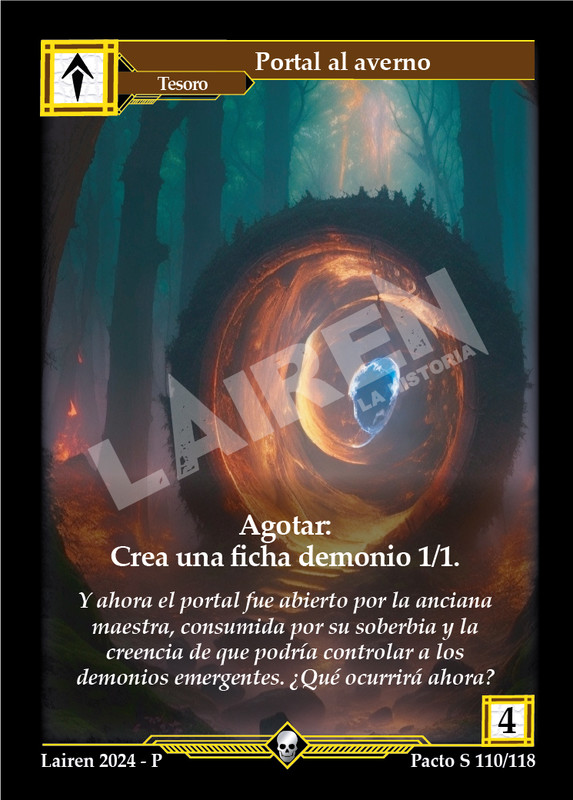 Portal al averno
Tesoro
LAIREN
LA HISTORIA
Agotar:
Crea una ficha demonio 1/1.
Y ahora el portal fue abierto por la anciana
maestra, consumida por su soberbia y la
creencia de que podría controlar a los
demonios emergentes. ¿Qué ocurrirá ahora?
4
Lairen 2024 - P
Pacto S 110/118